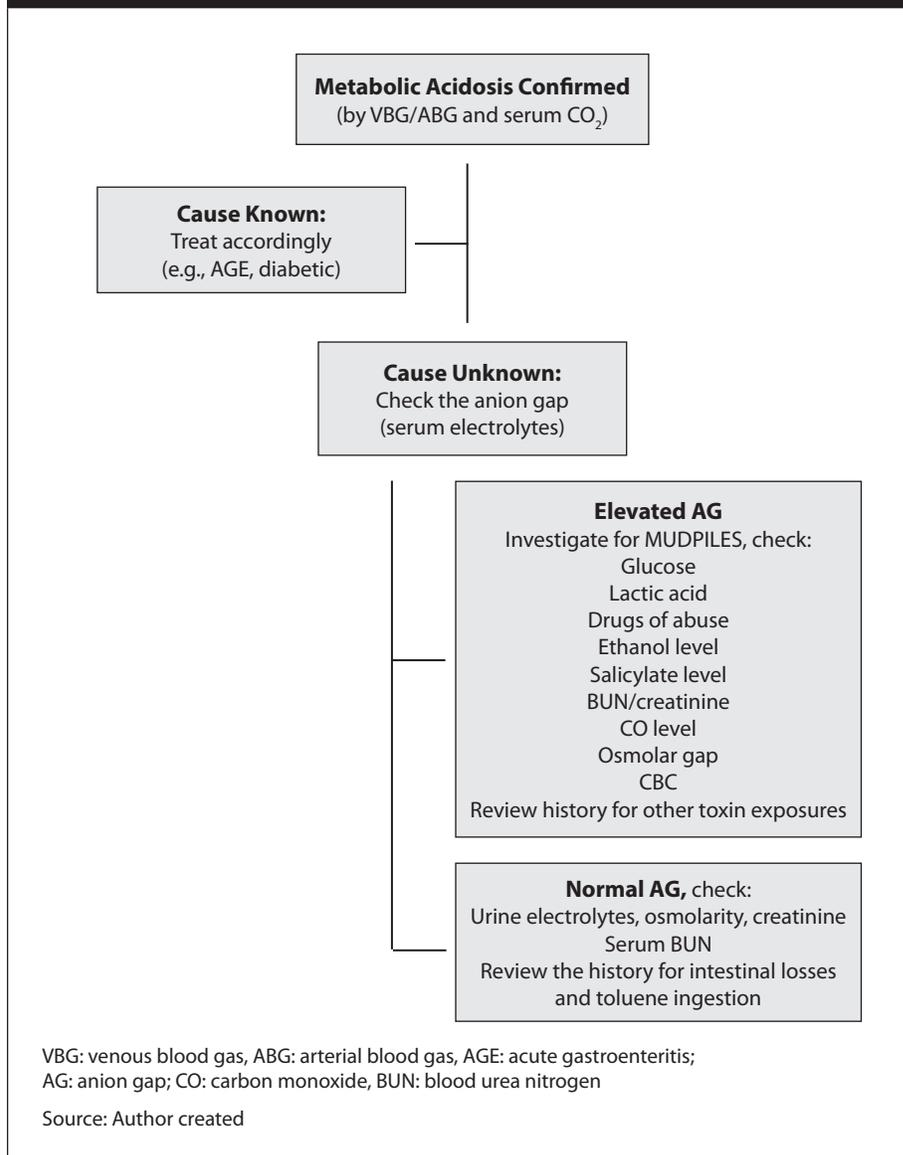 Metabolic Acidosis Confirmed
(by VBG/ABG and serum CO₂)
Cause Known:
Treat accordingly
(e.g., AGE, diabetic)
Cause Unknown:
Check the anion gap
(serum electrolytes)
Elevated AG
Investigate for MUDPILES, check:
Glucose
Lactic acid
Drugs of abuse
Ethanol level
Salicylate level
BUN/creatinine
CO level
Osmolar gap
CBC
Review history for other toxin exposures
Normal AG, check:
Urine electrolytes, osmolarity, creatinine
Serum BUN
Review the history for intestinal losses
and toluene ingestion
VBG: venous blood gas, ABG: arterial blood gas, AGE: acute gastroenteritis;
AG: anion gap; CO: carbon monoxide, BUN: blood urea nitrogen
Source: Author created